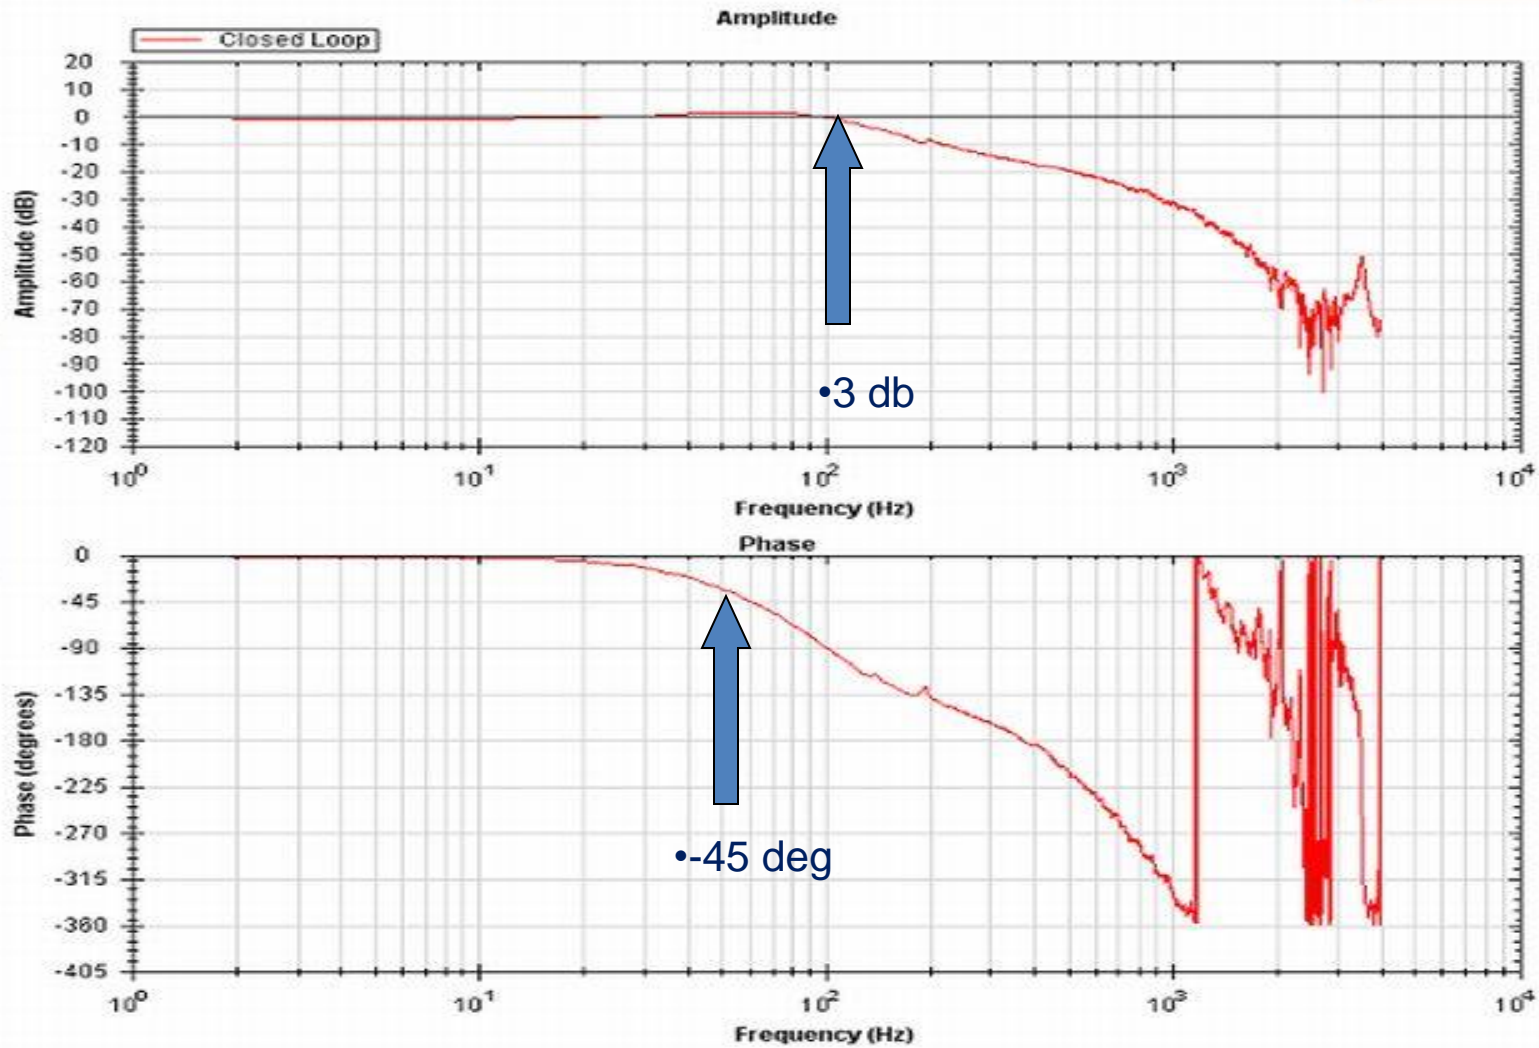 Amplitude
Closed Loop
20
10
0
-10
-20
-30
-40
-50
-60
-70
-80
-90
-100
-110
-120
Amplitude (dB)
•3 db
10⁰ 10¹ 10² 10³ 10⁴
Frequency (Hz)
Phase
0
-45
-90
-135
-180
-225
-270
-315
-360
-405
Phase (degrees)
•-45 deg
10⁰ 10¹ 10² 10³ 10⁴
Frequency (Hz)